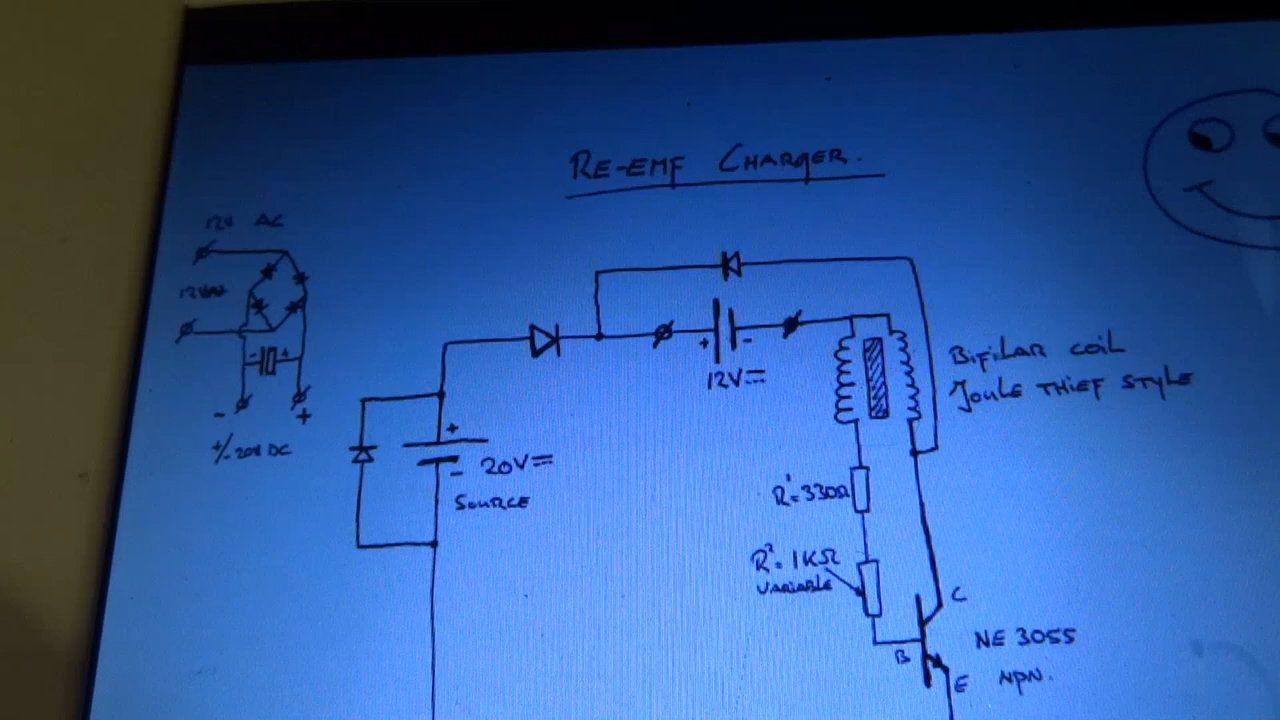 RE-EMF CHARGER.
12V AC
- +
+/- 20V DC
+
- 20V
SOURCE
+ -
12V
BiFiLAR COiL
JOULE THIEF STYLE
R¹= 330Ω
R²= 1KΩ
VARIABLE
C
B
E
NE 3055
NPN.